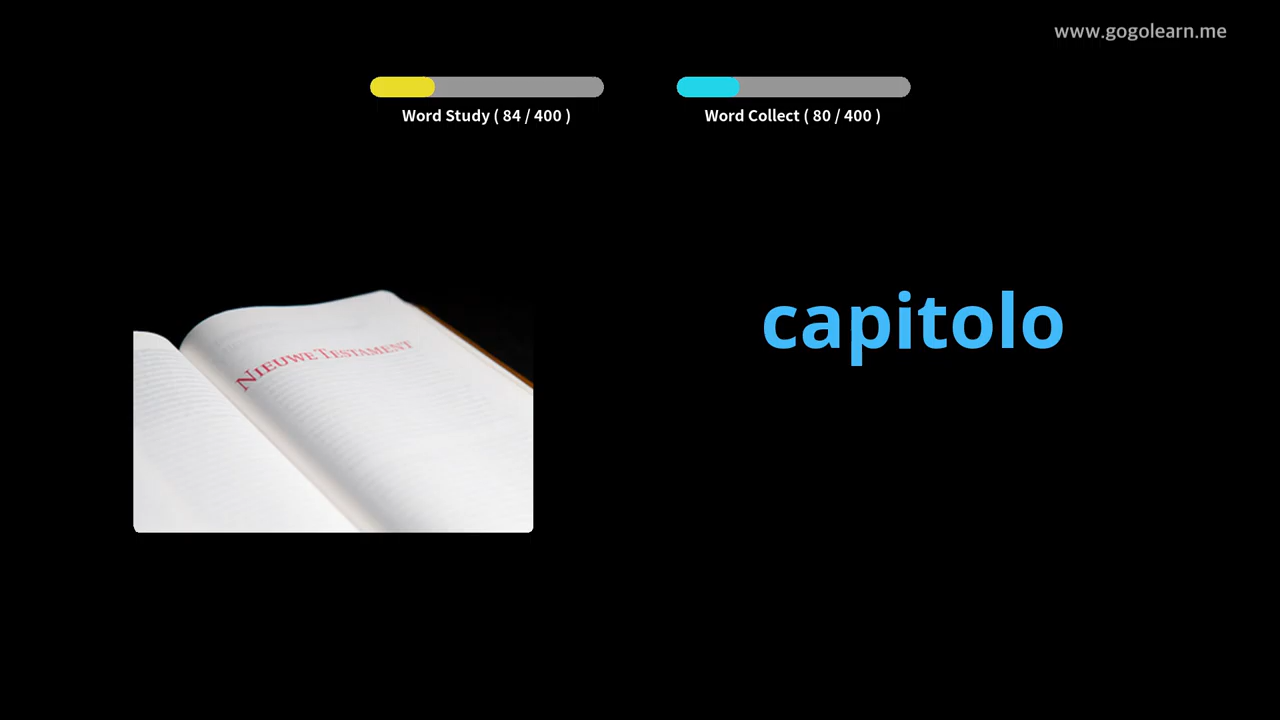 www.gogolearn.me
Word Study ( 84 / 400 )
Word Collect ( 80 / 400 )
NIEUWE TESTAMENT
capitolo